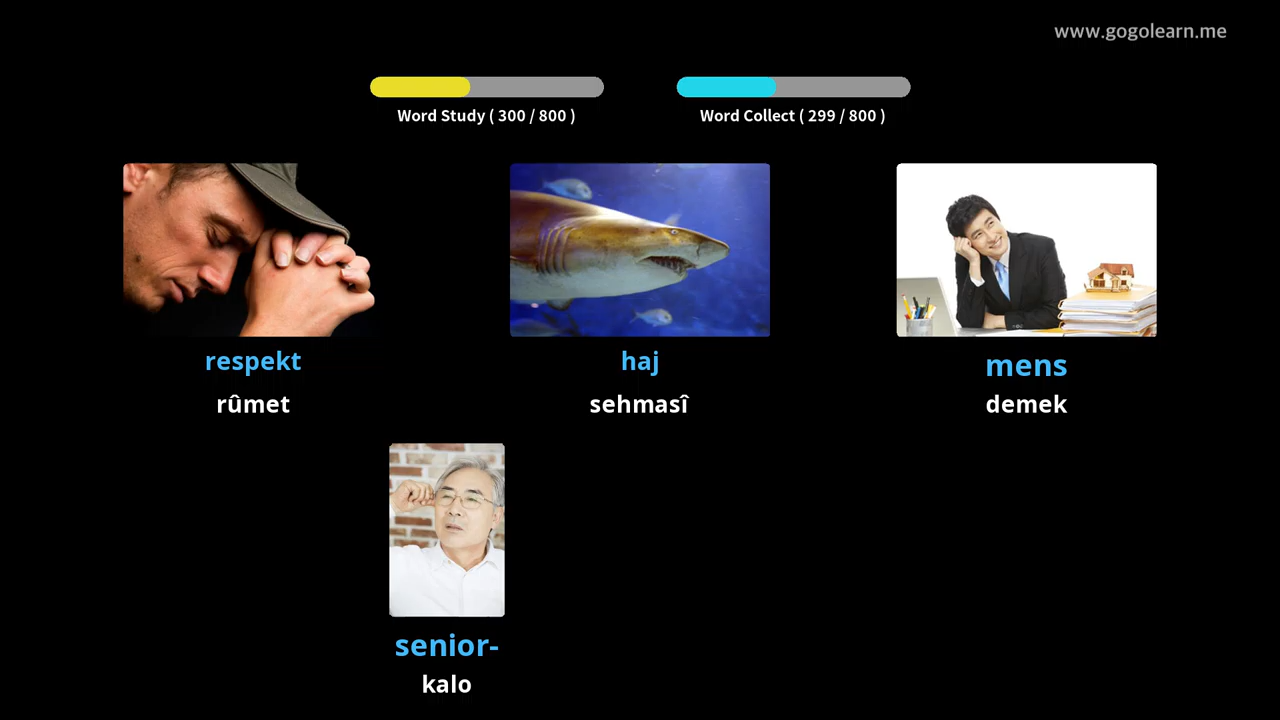 www.gogolearn.me
Word Study ( 300 / 800 )
Word Collect ( 299 / 800 )
respekt
haj
mens
rûmet
sehmasî
demek
senior-
kalo